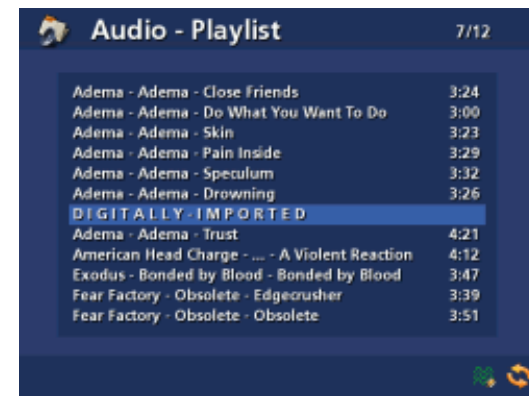 Audio - Playlist 7/12
Adema - Adema - Close Friends 3:24
Adema - Adema - Do What You Want To Do 3:00
Adema - Adema - Skin 3:23
Adema - Adema - Pain Inside 3:29
Adema - Adema - Speculum 3:32
Adema - Adema - Drowning 3:26
D I G I T A L L Y - I M P O R T E D
Adema - Adema - Trust 4:21
American Head Charge - ... - A Violent Reaction 4:12
Exodus - Bonded by Blood - Bonded by Blood 3:47
Fear Factory - Obsolete - Edgecrusher 3:39
Fear Factory - Obsolete - Obsolete 3:51